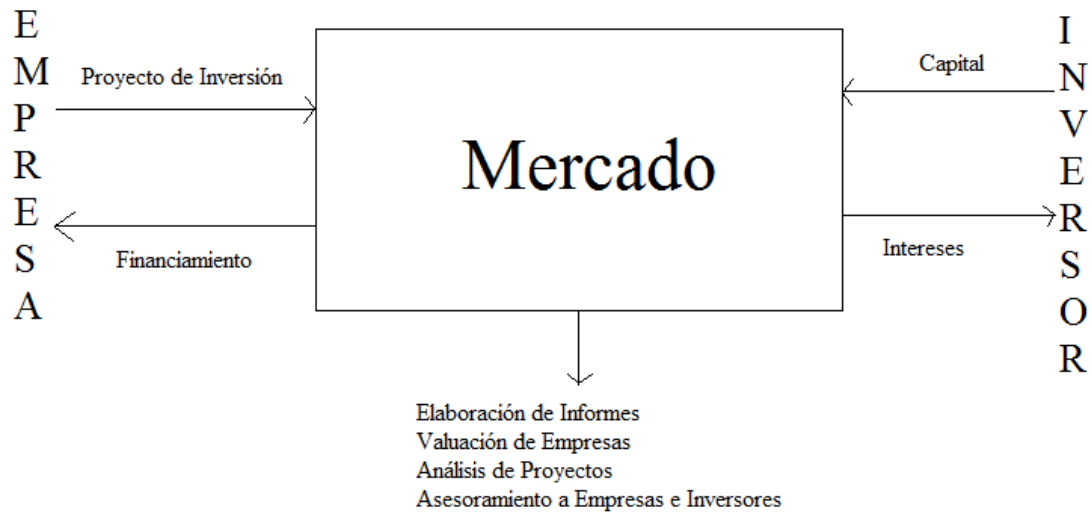 EMPRESA
Proyecto de Inversión
Financiamiento
Mercado
Capital
Intereses
INVERSOR
Elaboración de Informes
Valuación de Empresas
Análisis de Proyectos
Asesoramiento a Empresas e Inversores